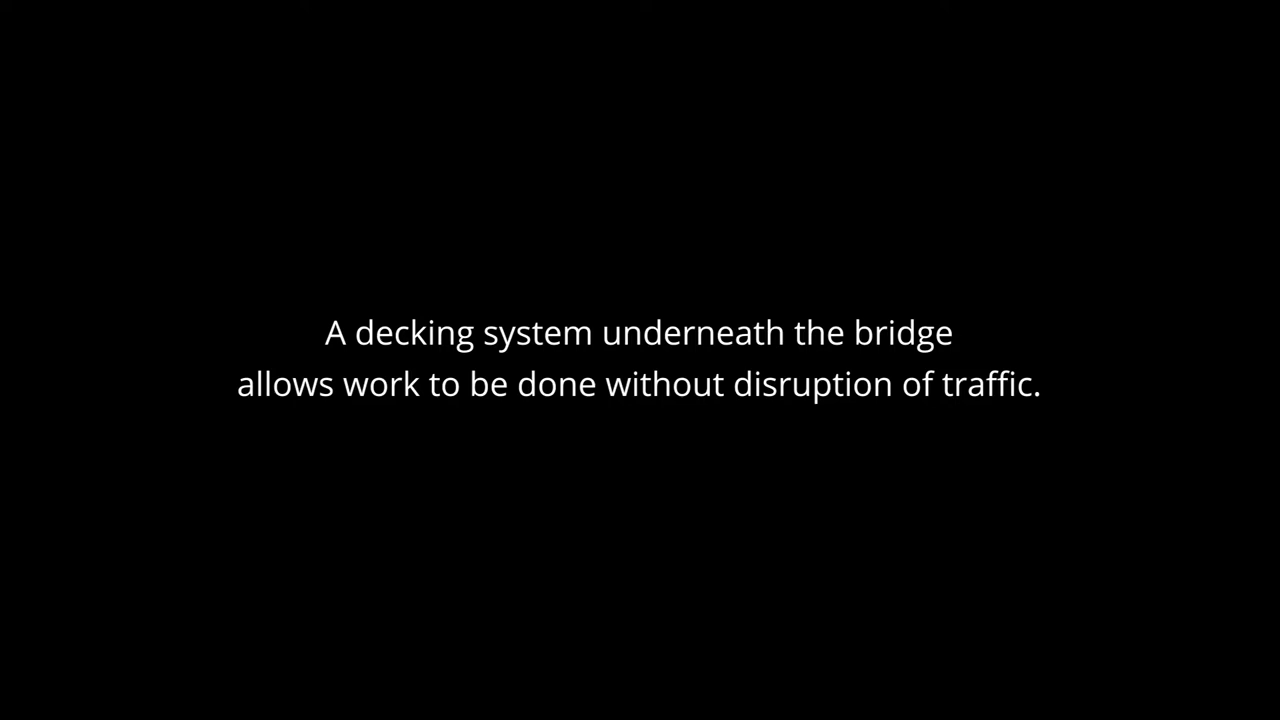 A decking system underneath the bridge
allows work to be done without disruption of traffic.